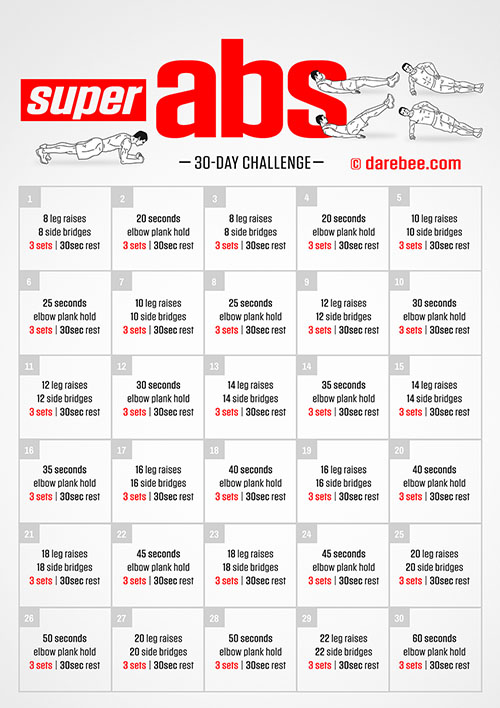 super abs
— 30-DAY CHALLENGE —
© darebee.com
1
8 leg raises
8 side bridges
3 sets | 30sec rest
2
20 seconds
elbow plank hold
3 sets | 30sec rest
3
8 leg raises
8 side bridges
3 sets | 30sec rest
4
20 seconds
elbow plank hold
3 sets | 30sec rest
5
10 leg raises
10 side bridges
3 sets | 30sec rest
6
25 seconds
elbow plank hold
3 sets | 30sec rest
7
10 leg raises
10 side bridges
3 sets | 30sec rest
8
25 seconds
elbow plank hold
3 sets | 30sec rest
9
12 leg raises
12 side bridges
3 sets | 30sec rest
10
30 seconds
elbow plank hold
3 sets | 30sec rest
11
12 leg raises
12 side bridges
3 sets | 30sec rest
12
30 seconds
elbow plank hold
3 sets | 30sec rest
13
14 leg raises
14 side bridges
3 sets | 30sec rest
14
35 seconds
elbow plank hold
3 sets | 30sec rest
15
14 leg raises
14 side bridges
3 sets | 30sec rest
16
35 seconds
elbow plank hold
3 sets | 30sec rest
17
16 leg raises
16 side bridges
3 sets | 30sec rest
18
40 seconds
elbow plank hold
3 sets | 30sec rest
19
16 leg raises
16 side bridges
3 sets | 30sec rest
20
40 seconds
elbow plank hold
3 sets | 30sec rest
21
18 leg raises
18 side bridges
3 sets | 30sec rest
22
45 seconds
elbow plank hold
3 sets | 30sec rest
23
18 leg raises
18 side bridges
3 sets | 30sec rest
24
45 seconds
elbow plank hold
3 sets | 30sec rest
25
20 leg raises
20 side bridges
3 sets | 30sec rest
26
50 seconds
elbow plank hold
3 sets | 30sec rest
27
20 leg raises
20 side bridges
3 sets | 30sec rest
28
50 seconds
elbow plank hold
3 sets | 30sec rest
29
22 leg raises
22 side bridges
3 sets | 30sec rest
30
60 seconds
elbow plank hold
3 sets | 30sec rest